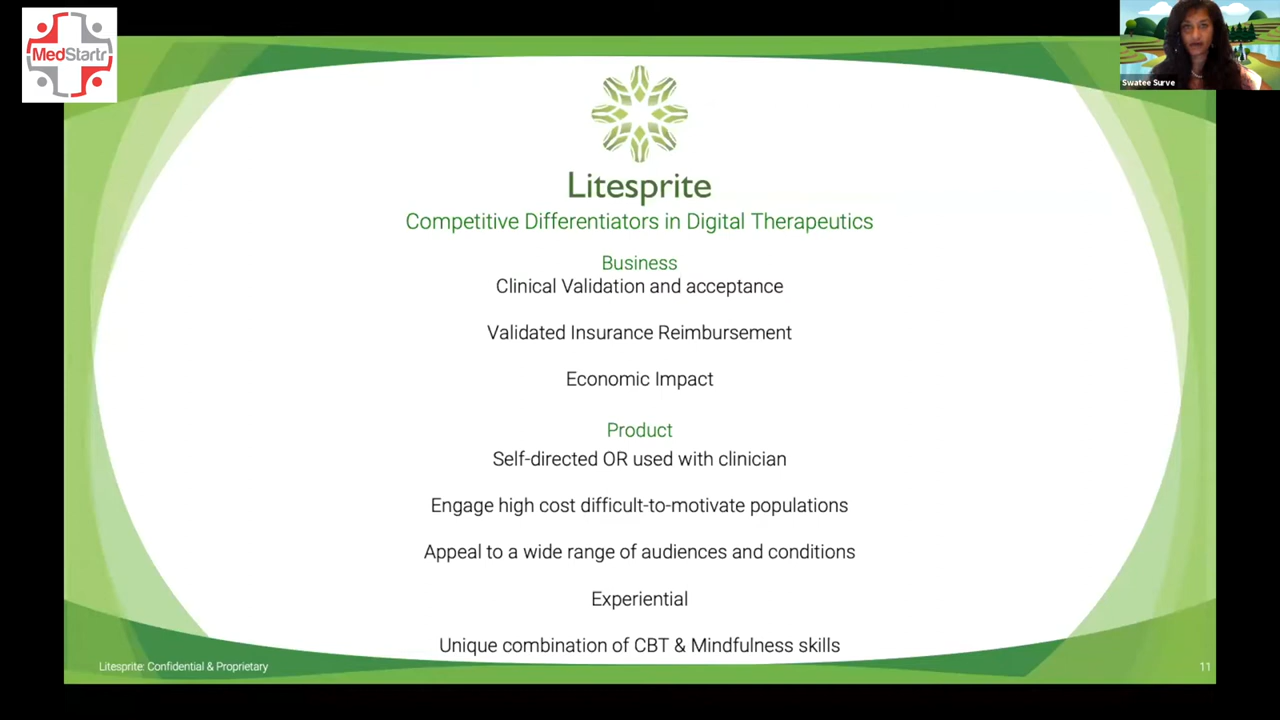 MedStartr
Swatee Surve
Litesprite
Competitive Differentiators in Digital Therapeutics
Business
Clinical Validation and acceptance
Validated Insurance Reimbursement
Economic Impact
Product
Self-directed OR used with clinician
Engage high cost difficult-to-motivate populations
Appeal to a wide range of audiences and conditions
Experiential
Unique combination of CBT & Mindfulness skills
Litesprite: Confidential & Proprietary
11